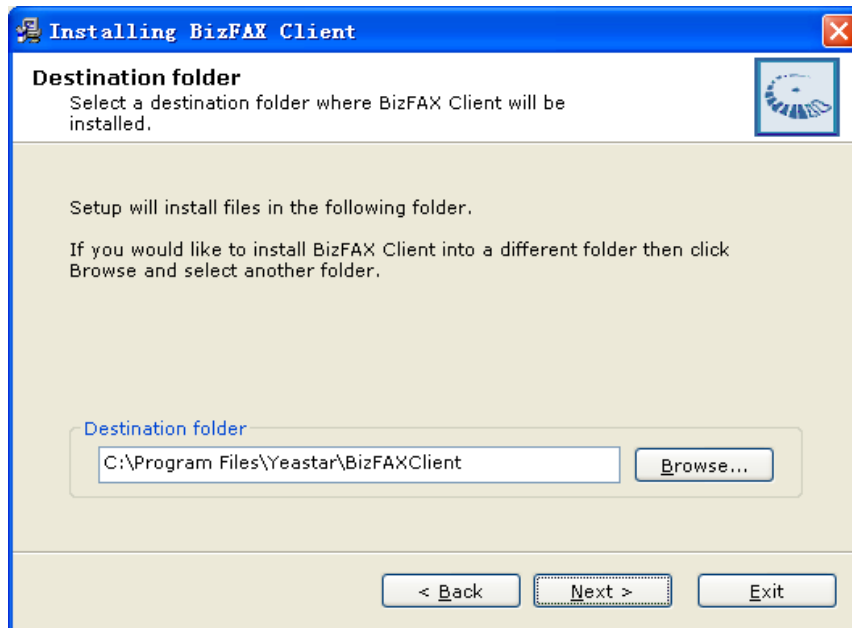 Installing BizFAX Client
Destination folder
Select a destination folder where BizFAX Client will be
installed.
Setup will install files in the following folder.
If you would like to install BizFAX Client into a different folder then click
Browse and select another folder.
Destination folder
C:\Program Files\Yeastar\BizFAXClient
Browse...
< Back
Next >
Exit